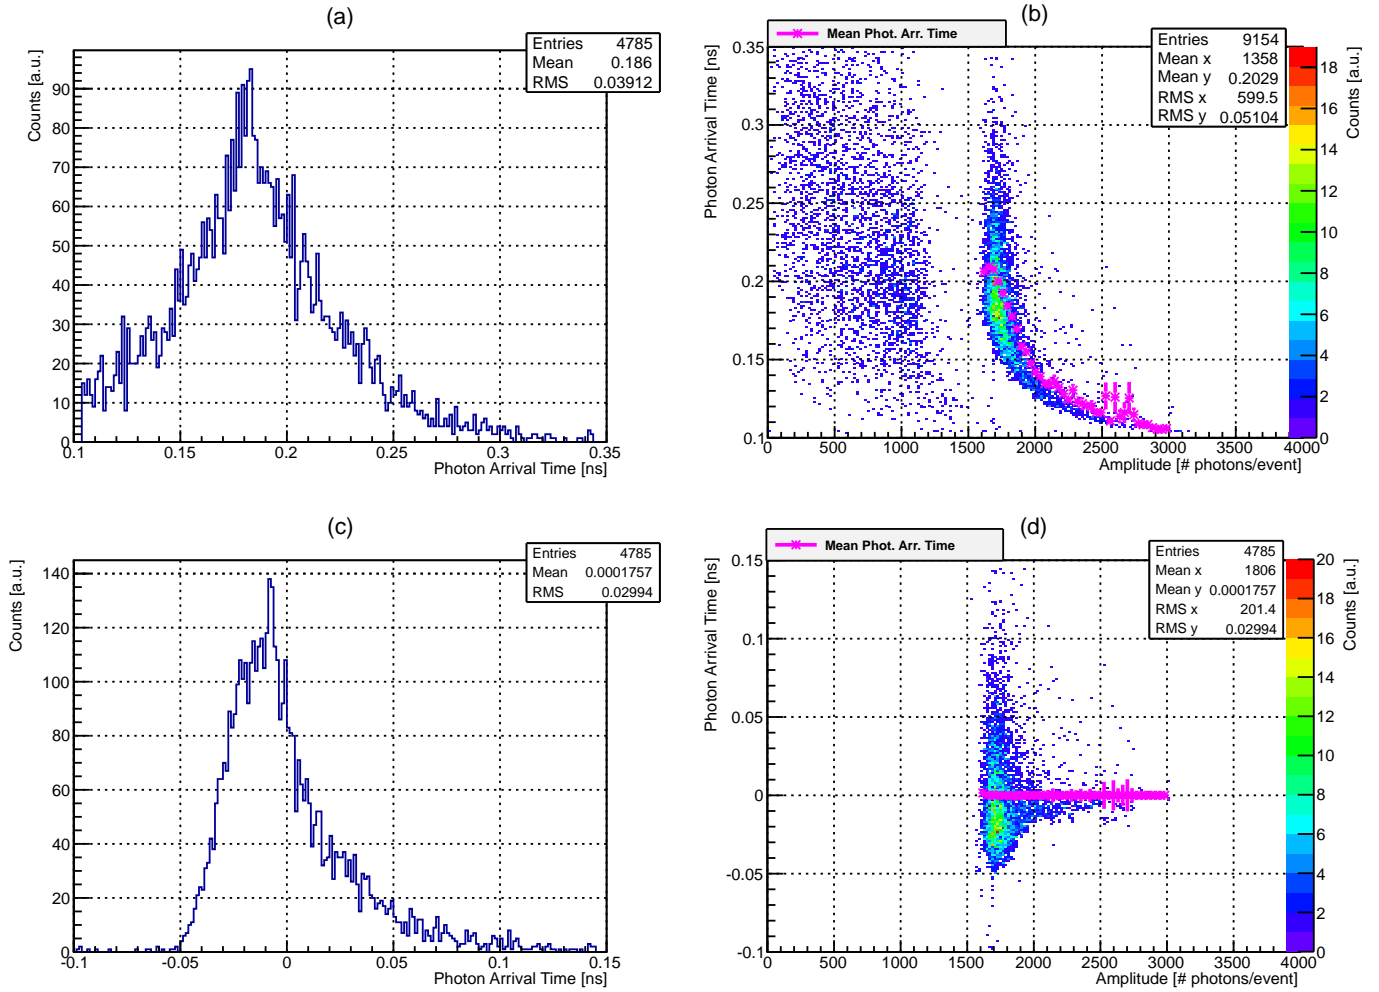 (a)
Entries 4785
Mean 0.186
RMS 0.03912
Counts [a.u.]
90
80
70
60
50
40
30
20
10
0
0.1 0.15 0.2 0.25 0.3 0.35
Photon Arrival Time [ns]
(b)
Mean Phot. Arr. Time
Entries 9154
Mean x 1358
Mean y 0.2029
RMS x 599.5
RMS y 0.05104
Photon Arrival Time [ns]
0.35
0.3
0.25
0.2
0.15
0.1
0 500 1000 1500 2000 2500 3000 3500 4000
Amplitude [# photons/event]
Counts [a.u.]
18
16
14
12
10
8
6
4
2
0
(c)
Entries 4785
Mean 0.0001757
RMS 0.02994
Counts [a.u.]
140
120
100
80
60
40
20
0
-0.1 -0.05 0 0.05 0.1 0.15
Photon Arrival Time [ns]
(d)
Mean Phot. Arr. Time
Entries 4785
Mean x 1806
Mean y 0.0001757
RMS x 201.4
RMS y 0.02994
Photon Arrival Time [ns]
0.15
0.1
0.05
0
-0.05
-0.1
0 500 1000 1500 2000 2500 3000 3500 4000
Amplitude [# photons/event]
Counts [a.u.]
20
18
16
14
12
10
8
6
4
2
0